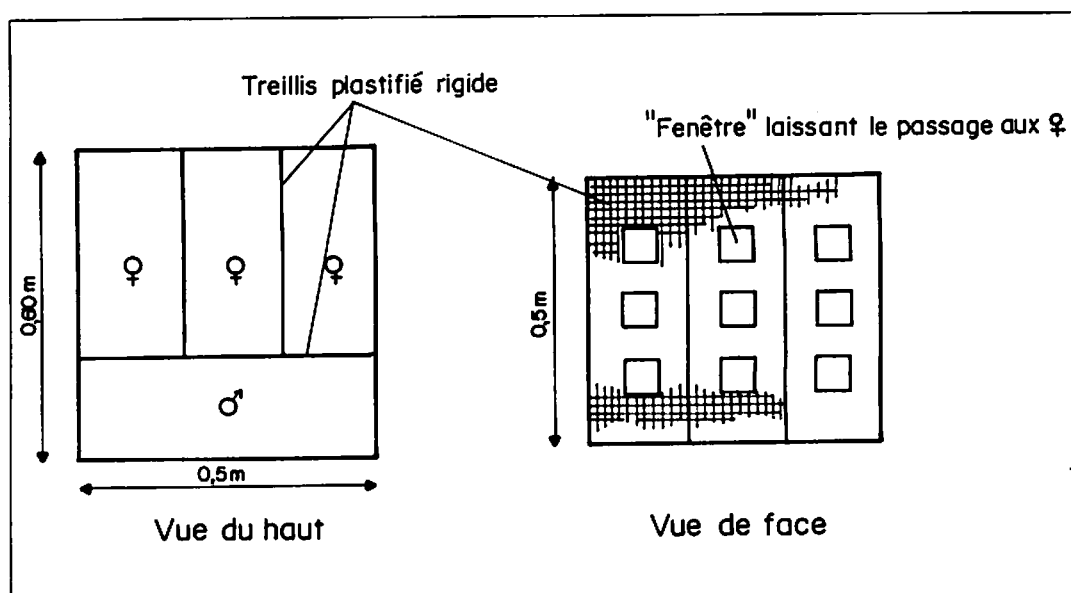 Treillis plastifié rigide
"Fenêtre" laissant le passage aux ♀
♀ ♀ ♀
♂
0,60 m
0,5 m
0,5 m
Vue du haut
Vue de face